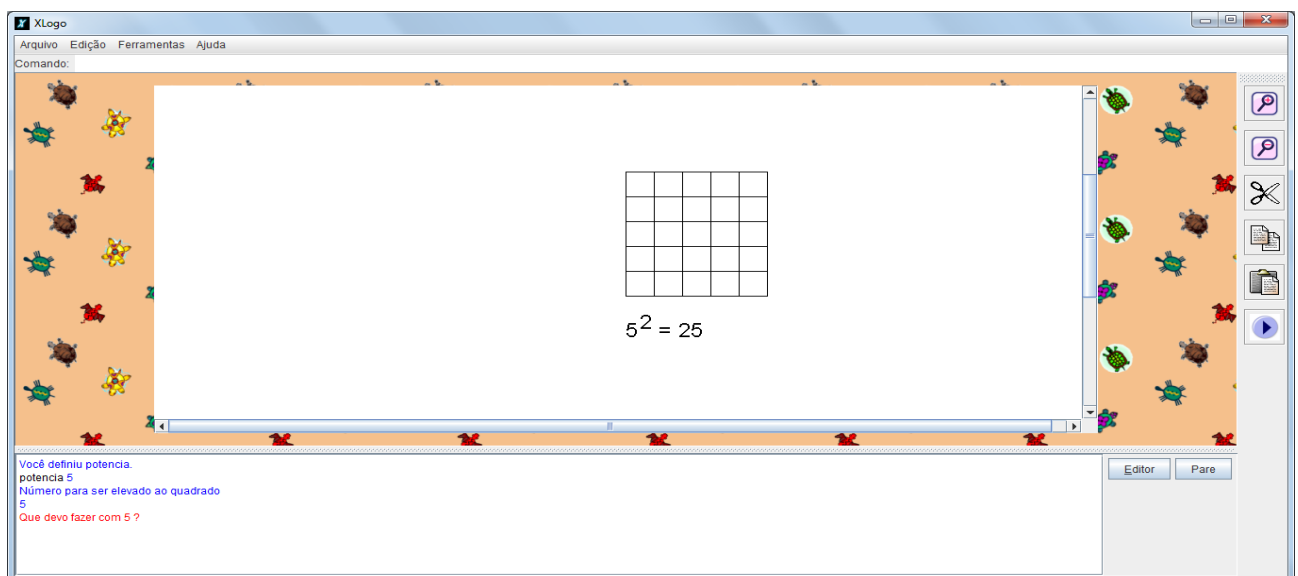 XLogo
Arquivo Edição Ferramentas Ajuda
Comando:
5² = 25
Você definiu potencia.
potencia 5
Número para ser elevado ao quadrado
5
Que devo fazer com 5 ?
Editor Pare